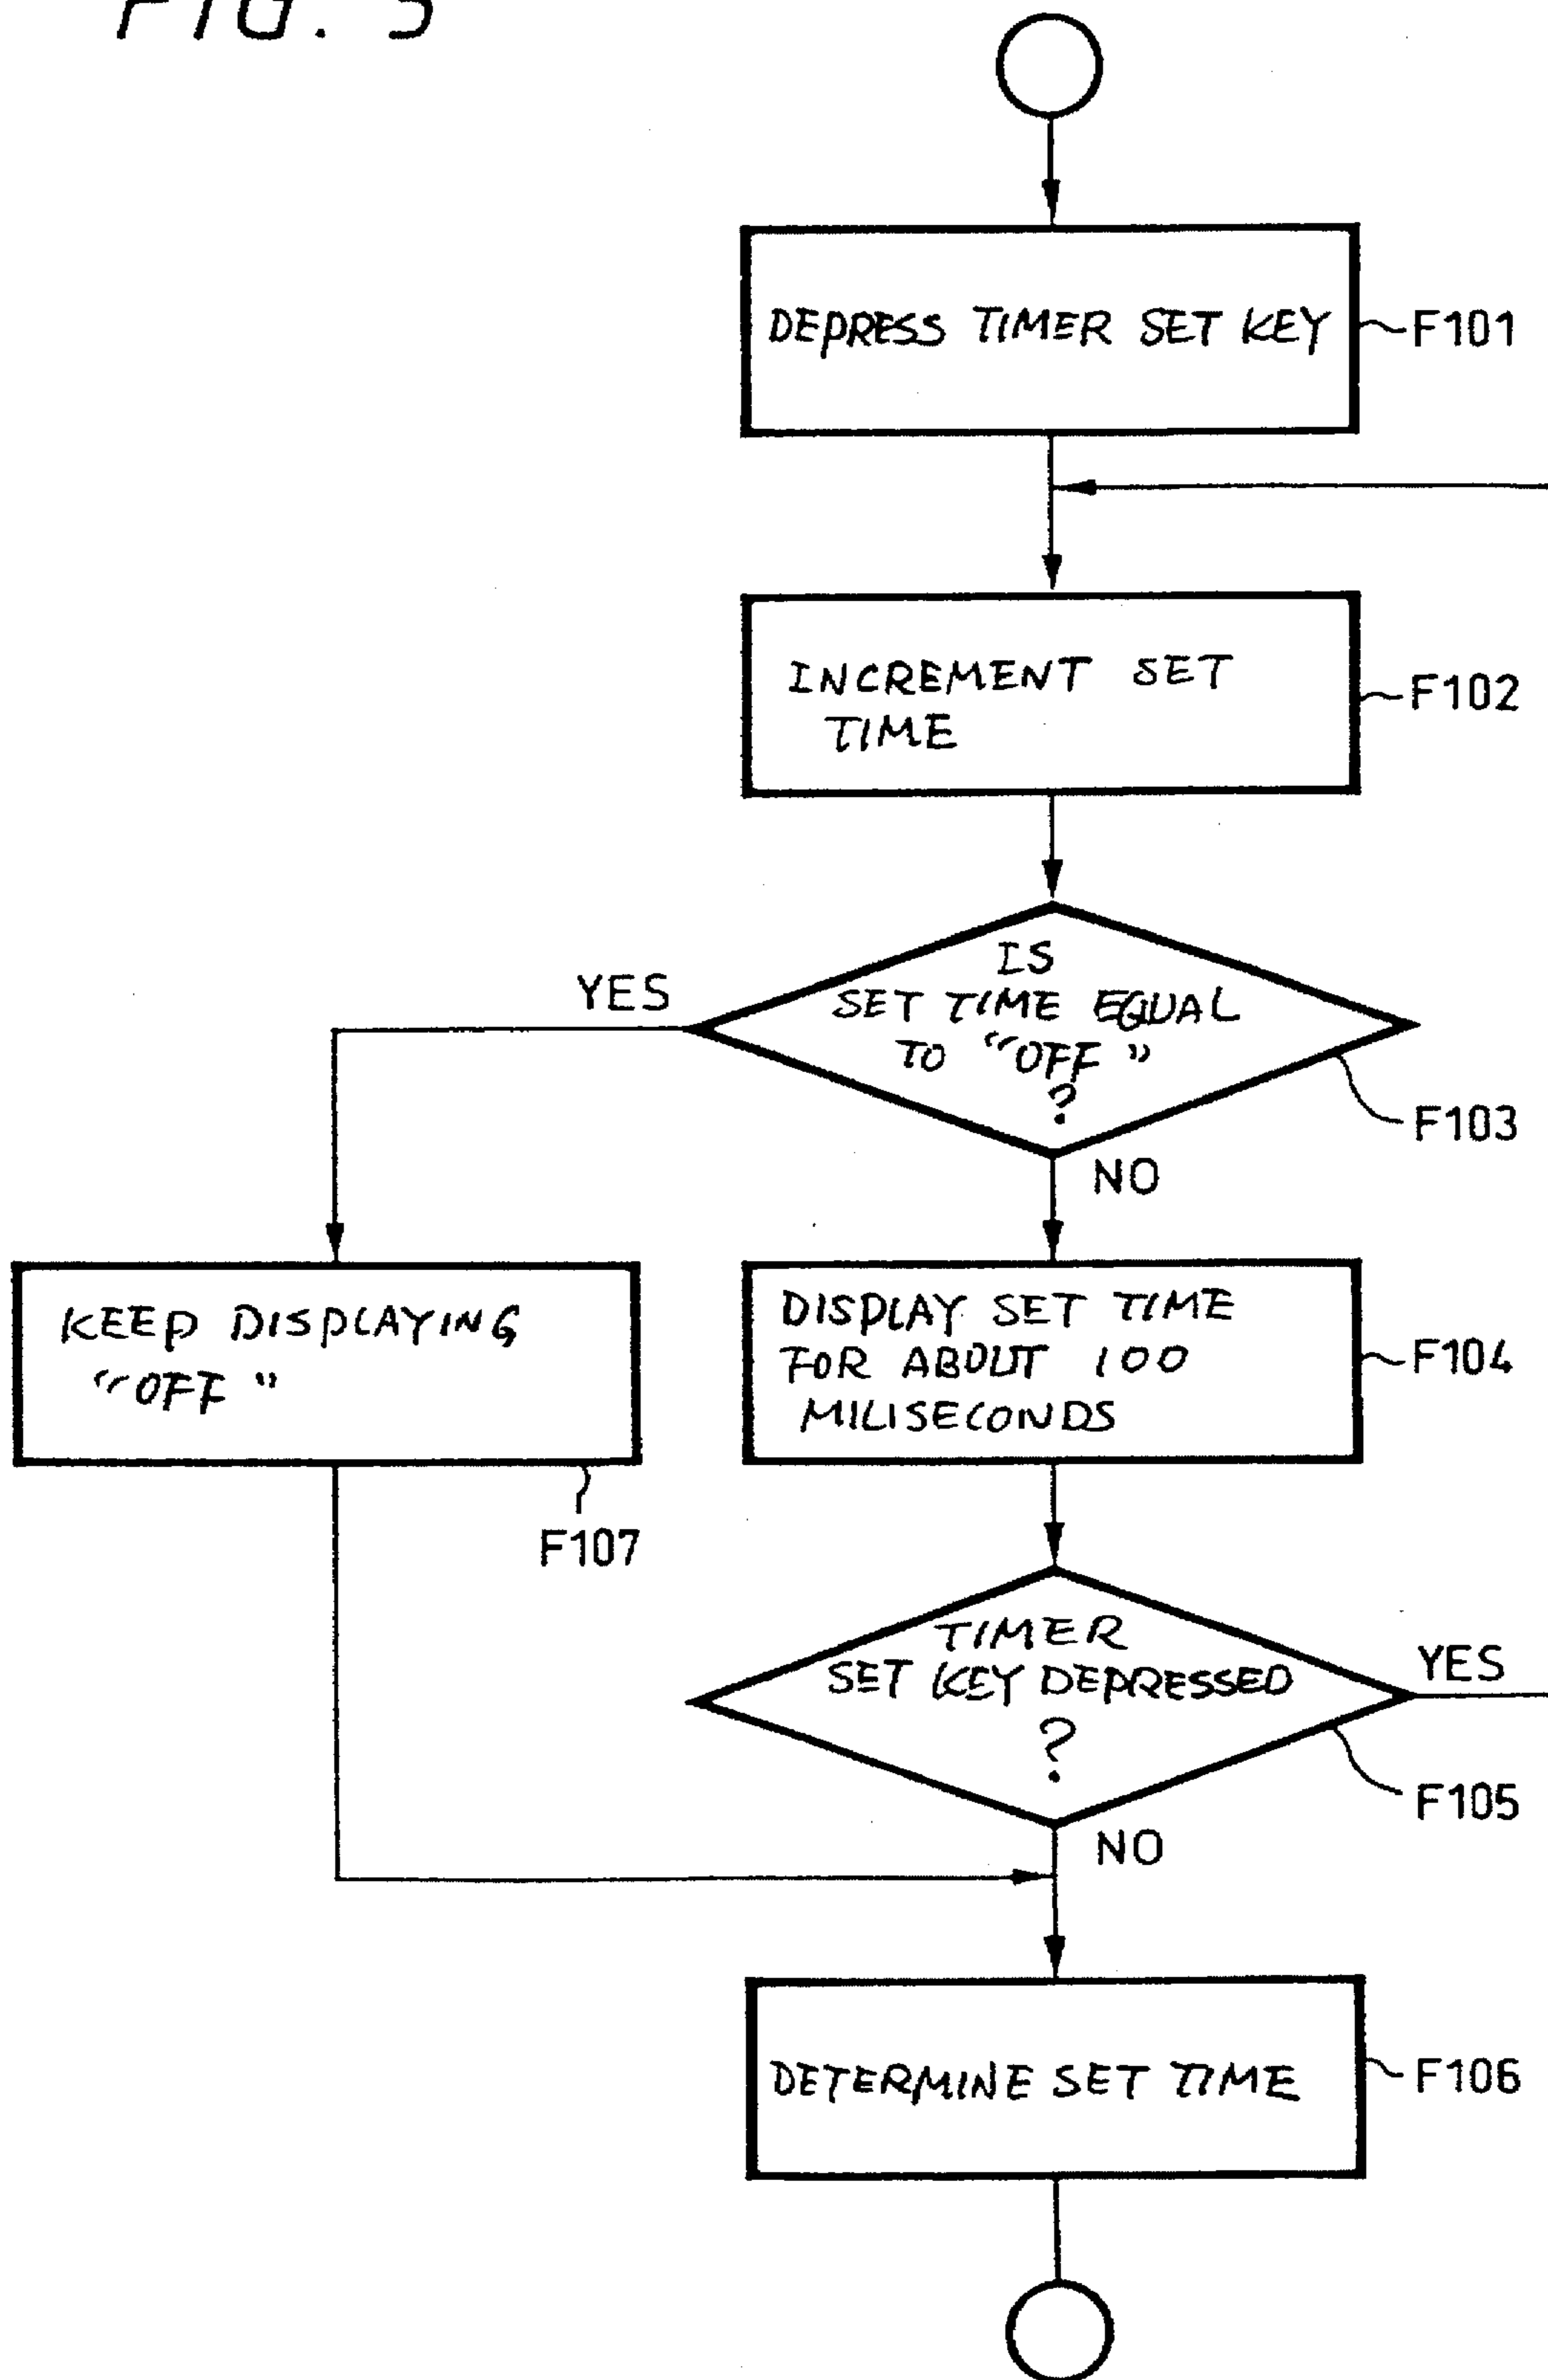 FIG. 5
DEPRESS TIMER SET KEY
F101
INCREMENT SET
TIME
F102
IS
SET TIME EQUAL
TO "OFF"
?
YES
F103
NO
KEEP DISPLAYING
"OFF"
F107
DISPLAY SET TIME
FOR ABOUT 100
MILISECONDS
F104
TIMER
SET KEY DEPRESSED
?
YES
F105
NO
DETERMINE SET TIME
F106